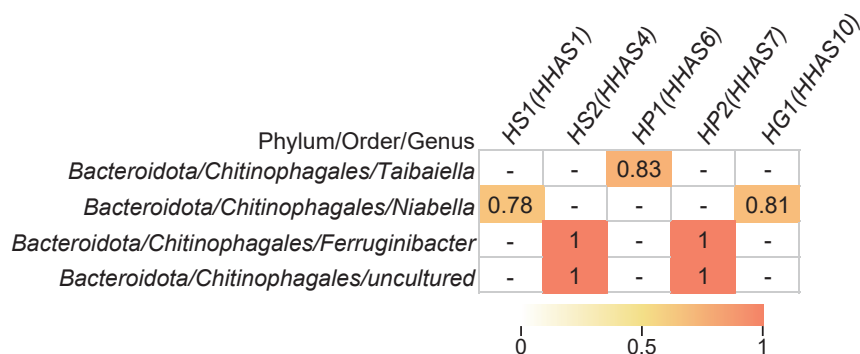 HS1(HHAS1) HS2(HHAS4) HP1(HHAS6) HP2(HHAS7) HG1(HHAS10)
Phylum/Order/Genus
Bacteroidota/Chitinophagales/Taibaiella - - 0.83 - -
Bacteroidota/Chitinophagales/Niabella 0.78 - - - 0.81
Bacteroidota/Chitinophagales/Ferruginibacter - 1 - 1 -
Bacteroidota/Chitinophagales/uncultured - 1 - 1 -
0 0.5 1